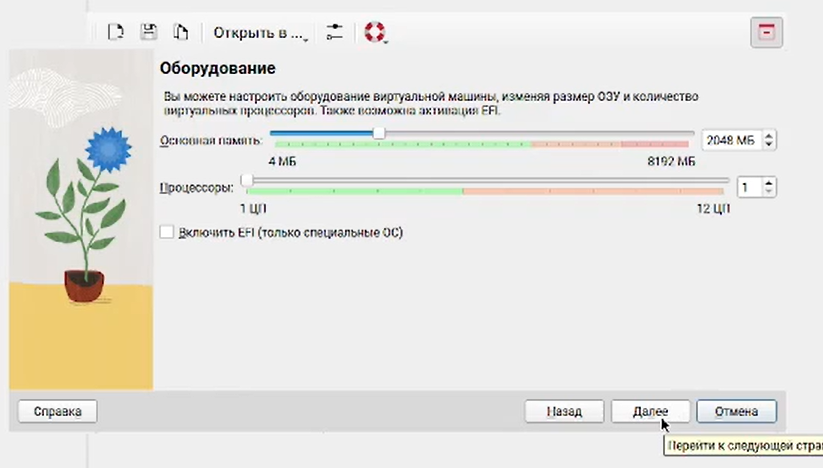 Открыть в ...
Оборудование
Вы можете настроить оборудование виртуальной машины, изменяя размер ОЗУ и количество
виртуальных процессоров. Также возможна активация EFI.
Основная память: 2048 МБ
4 МБ 8192 МБ
Процессоры: 1
1 ЦП 12 ЦП
Включить EFI (только специальные ОС)
Справка Назад Далее Отмена
Перейти к следующей стра